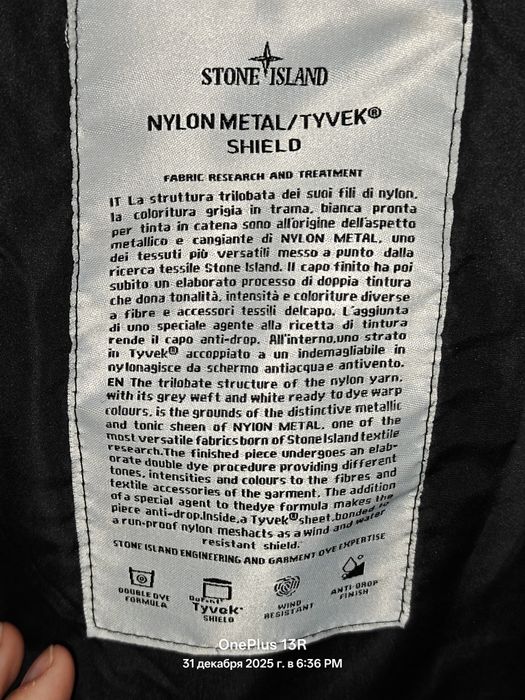 STONE ISLAND
NYLON METAL/TYVEK®
SHIELD
FABRIC RESEARCH AND TREATMENT
IT La struttura trilobata dei suoi fili di nylon,
la coloritura grigia in trama, bianca pronta
per tinta in catena sono all'origine dell'aspetto
metallico e cangiante di NYLON METAL, uno
dei tessuti più versatili messo a punto dalla
ricerca tessile Stone Island. Il capo finito ha poi
subito un elaborato processo di doppia tintura
che dona tonalità, intensità e coloriture diverse
a fibre e accessori tessili delcapo. L'aggiunta
di uno speciale agente alla ricetta di tintura
rende il capo anti-drop. All'interno,uno strato
in Tyvek® accoppiato a un indemagliabile in
nylonagisce da schermo antiacqua e antivento.
EN The trilobate structure of the nylon yarn,
with its grey weft and white ready to dye warp
colours, is the grounds of the distinctive metallic
and tonic sheen of NYlON METAL, one of the
most versatile fabrics born of Stone Island textile
research.The finished piece undergoes an elab-
orate double dye procedure providing different
tones, intensities and colours to the fibres and
textile accessories of the garment. The addition
of a special agent to thedye formula makes the
piece anti-drop.Inside,a Tyvek®sheet,bonded to
a run-proof nylon meshacts as a wind and water
resistant shield.
STONE ISLAND ENGINEERING AND GARMENT DYE EXPERTISE
DOUBLE DYE
FORMULA
DuPont
Tyvek
SHIELD
WIND
RESISTANT
ANTI-DROP
FINISH
OnePlus 13R
31 декабря 2025 г. в 6:36 PM